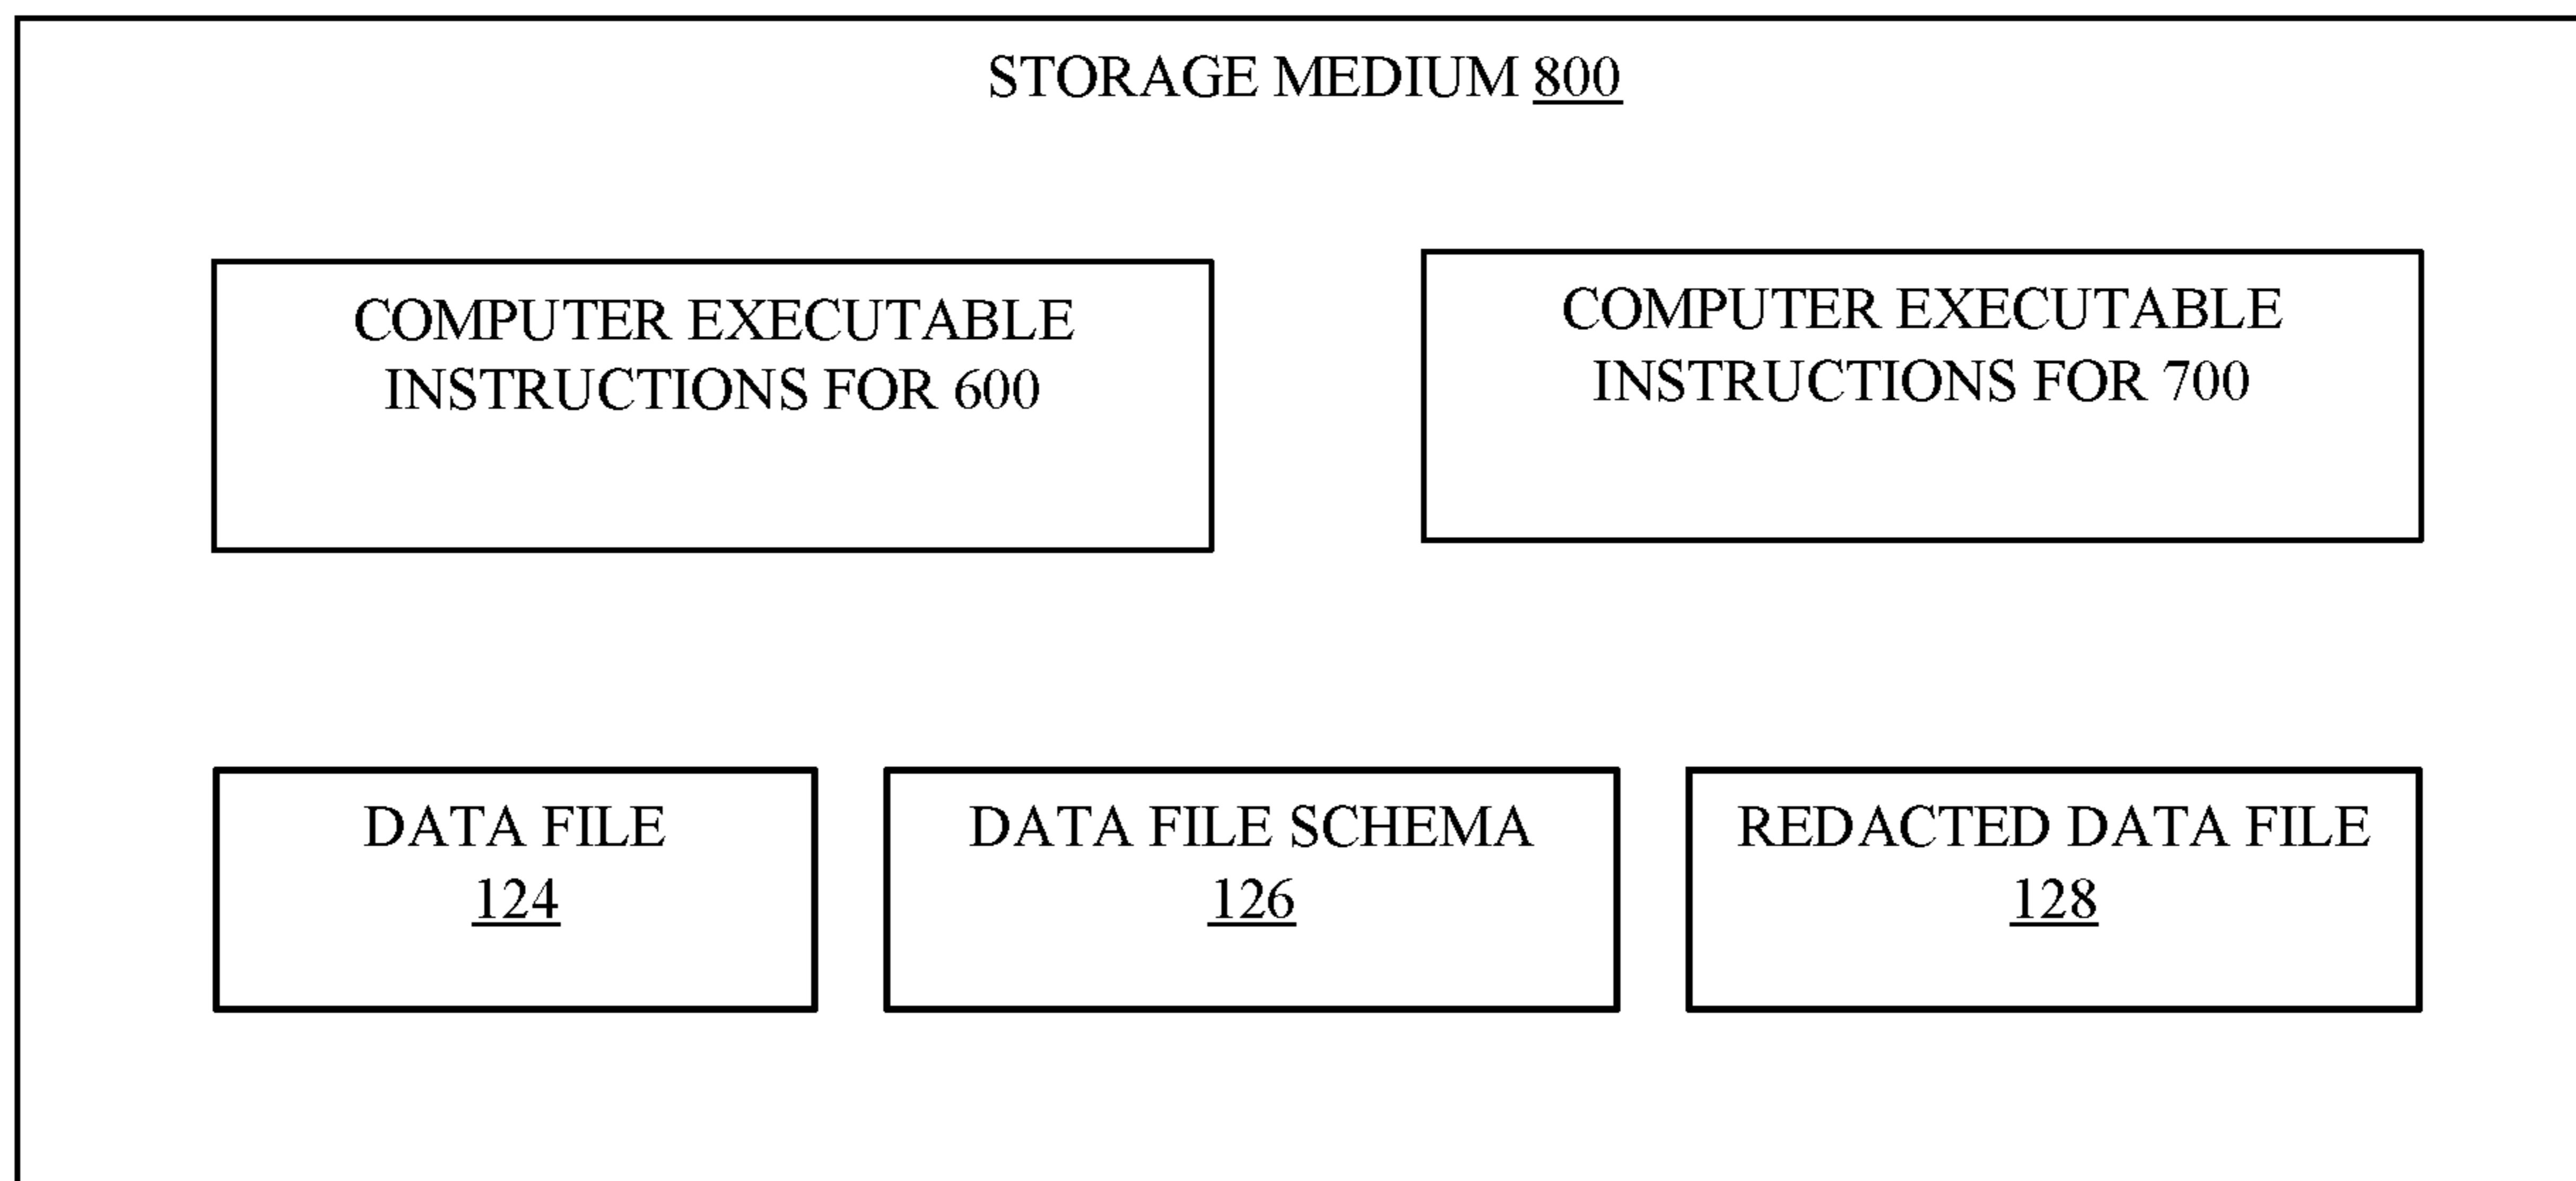 STORAGE MEDIUM 800
COMPUTER EXECUTABLE
INSTRUCTIONS FOR 600
COMPUTER EXECUTABLE
INSTRUCTIONS FOR 700
DATA FILE
124
DATA FILE SCHEMA
126
REDACTED DATA FILE
128